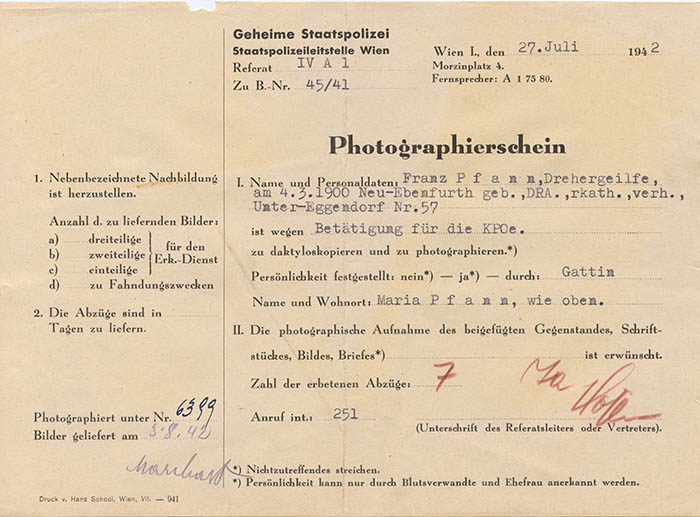 Geheime Staatspolizei
Staatspolizeileitstelle Wien
Referat IV A 1
Zu B.-Nr. 45/41
Wien I., den 27. Juli 1942
Morzinplatz 4.
Fernsprecher: A 1 75 80.
Photographierschein
1. Nebenbezeichnete Nachbildung
ist herzustellen.
Anzahl d. zu liefernden Bilder:
a) dreiteilige
b) zweiteilige
c) einteilige
für den
Erk.-Dienst
d) zu Fahndungszwecken
2. Die Abzüge sind in
Tagen zu liefern.
Photographiert unter Nr. 6399
Bilder geliefert am 3.8.42
I. Name und Personaldaten: Franz P f a n n , Drehergeilfe,
am 4.3.1900 Neu-Ebenfurth geb., DRA., rkath., verh.,
Unter-Eggendorf Nr.57
ist wegen Betätigung für die KPOe.
zu daktyloskopieren und zu photographieren.*)
Persönlichkeit festgestellt: nein*) — ja*) — durch: Gattin
Name und Wohnort: Maria P f a n n , wie oben.
II. Die photographische Aufnahme des beigefügten Gegenstandes, Schrift-
stückes, Bildes, Briefes*) ist erwünscht.
Zahl der erbetenen Abzüge: 7
Anruf int.: 251
(Unterschrift des Referatsleiters oder Vertreters).
*) Nichtzutreffendes streichen.
*) Persönlichkeit kann nur durch Blutsverwandte und Ehefrau anerkannt werden.
Druck v. Hans School, Wien, VII. — 941